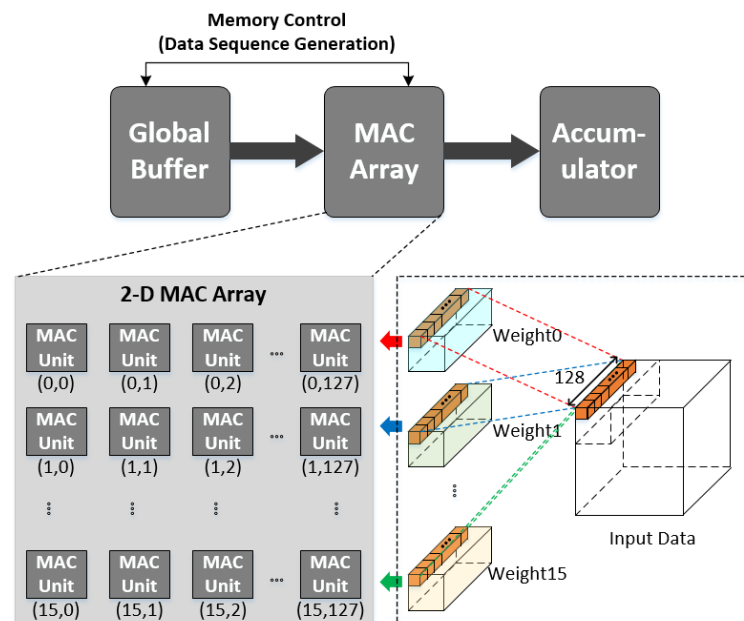 Memory Control
(Data Sequence Generation)
Global
Buffer
MAC
Array
Accum-
ulator
2-D MAC Array
MAC
Unit
(0,0)
MAC
Unit
(0,1)
MAC
Unit
(0,2)
...
MAC
Unit
(0,127)
MAC
Unit
(1,0)
MAC
Unit
(1,1)
MAC
Unit
(1,2)
...
MAC
Unit
(1,127)
MAC
Unit
(15,0)
MAC
Unit
(15,1)
MAC
Unit
(15,2)
...
MAC
Unit
(15,127)
Weight0
Weight1
Weight15
128
Input Data